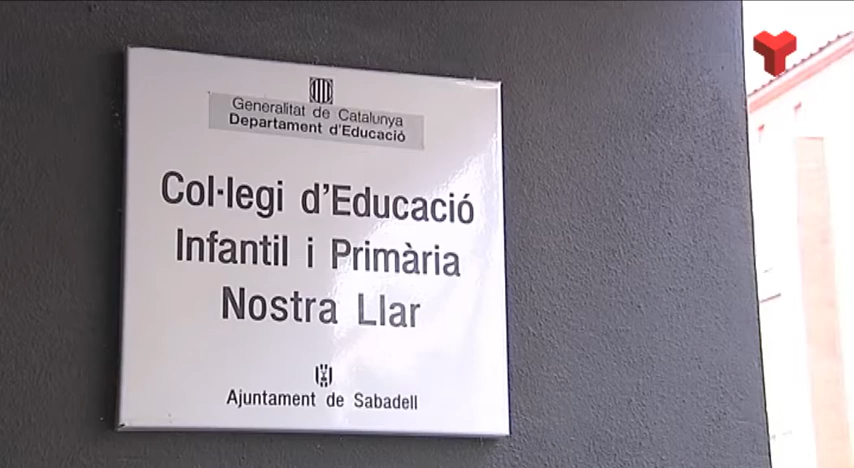 Generalitat de Catalunya
Departament d'Educació
Col·legi d'Educació
Infantil i Primària
Nostra Llar
Ajuntament de Sabadell